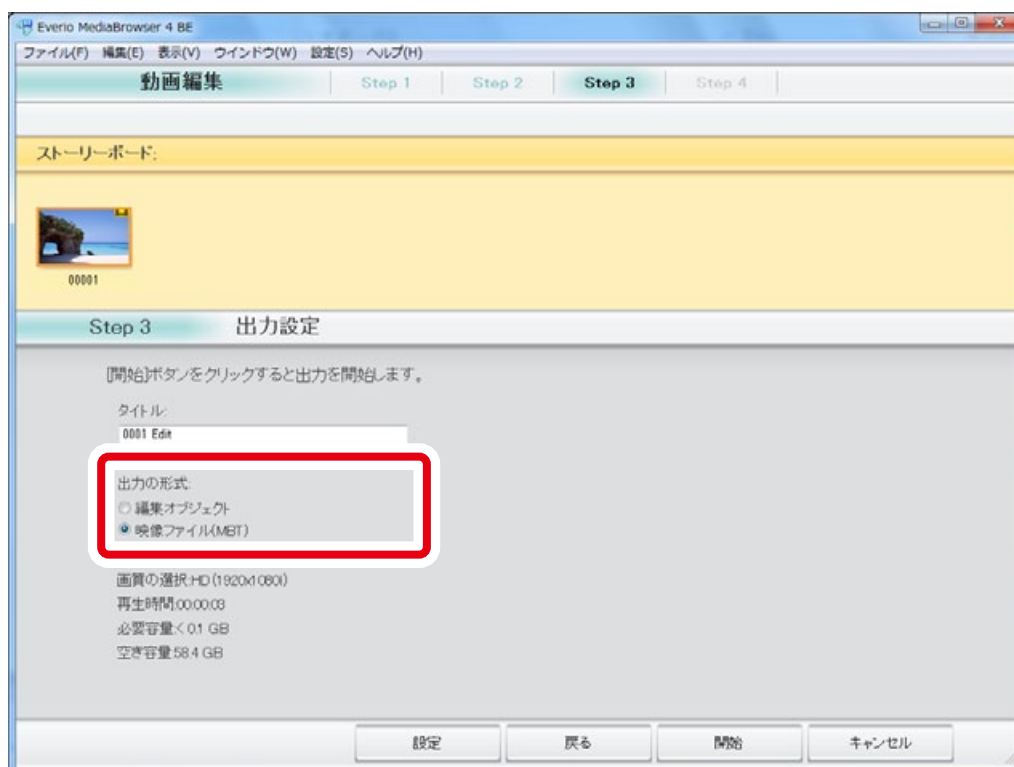 Everio MediaBrowser 4 BE
ファイル(F) 編集(E) 表示(V) ウインドウ(W) 設定(S) ヘルプ(H)
動画編集 Step 1 Step 2 Step 3 Step 4
ストーリーボード:
00001
Step 3 出力設定
[開始]ボタンをクリックすると出力を開始します。
タイトル:
0001 Edit
出力の形式:
編集オブジェクト
映像ファイル(MBT)
画質の選択:HD (1920x1080i)
再生時間:00:00:03
必要容量:< 0.1 GB
空き容量:58.4 GB
設定 戻る 開始 キャンセル